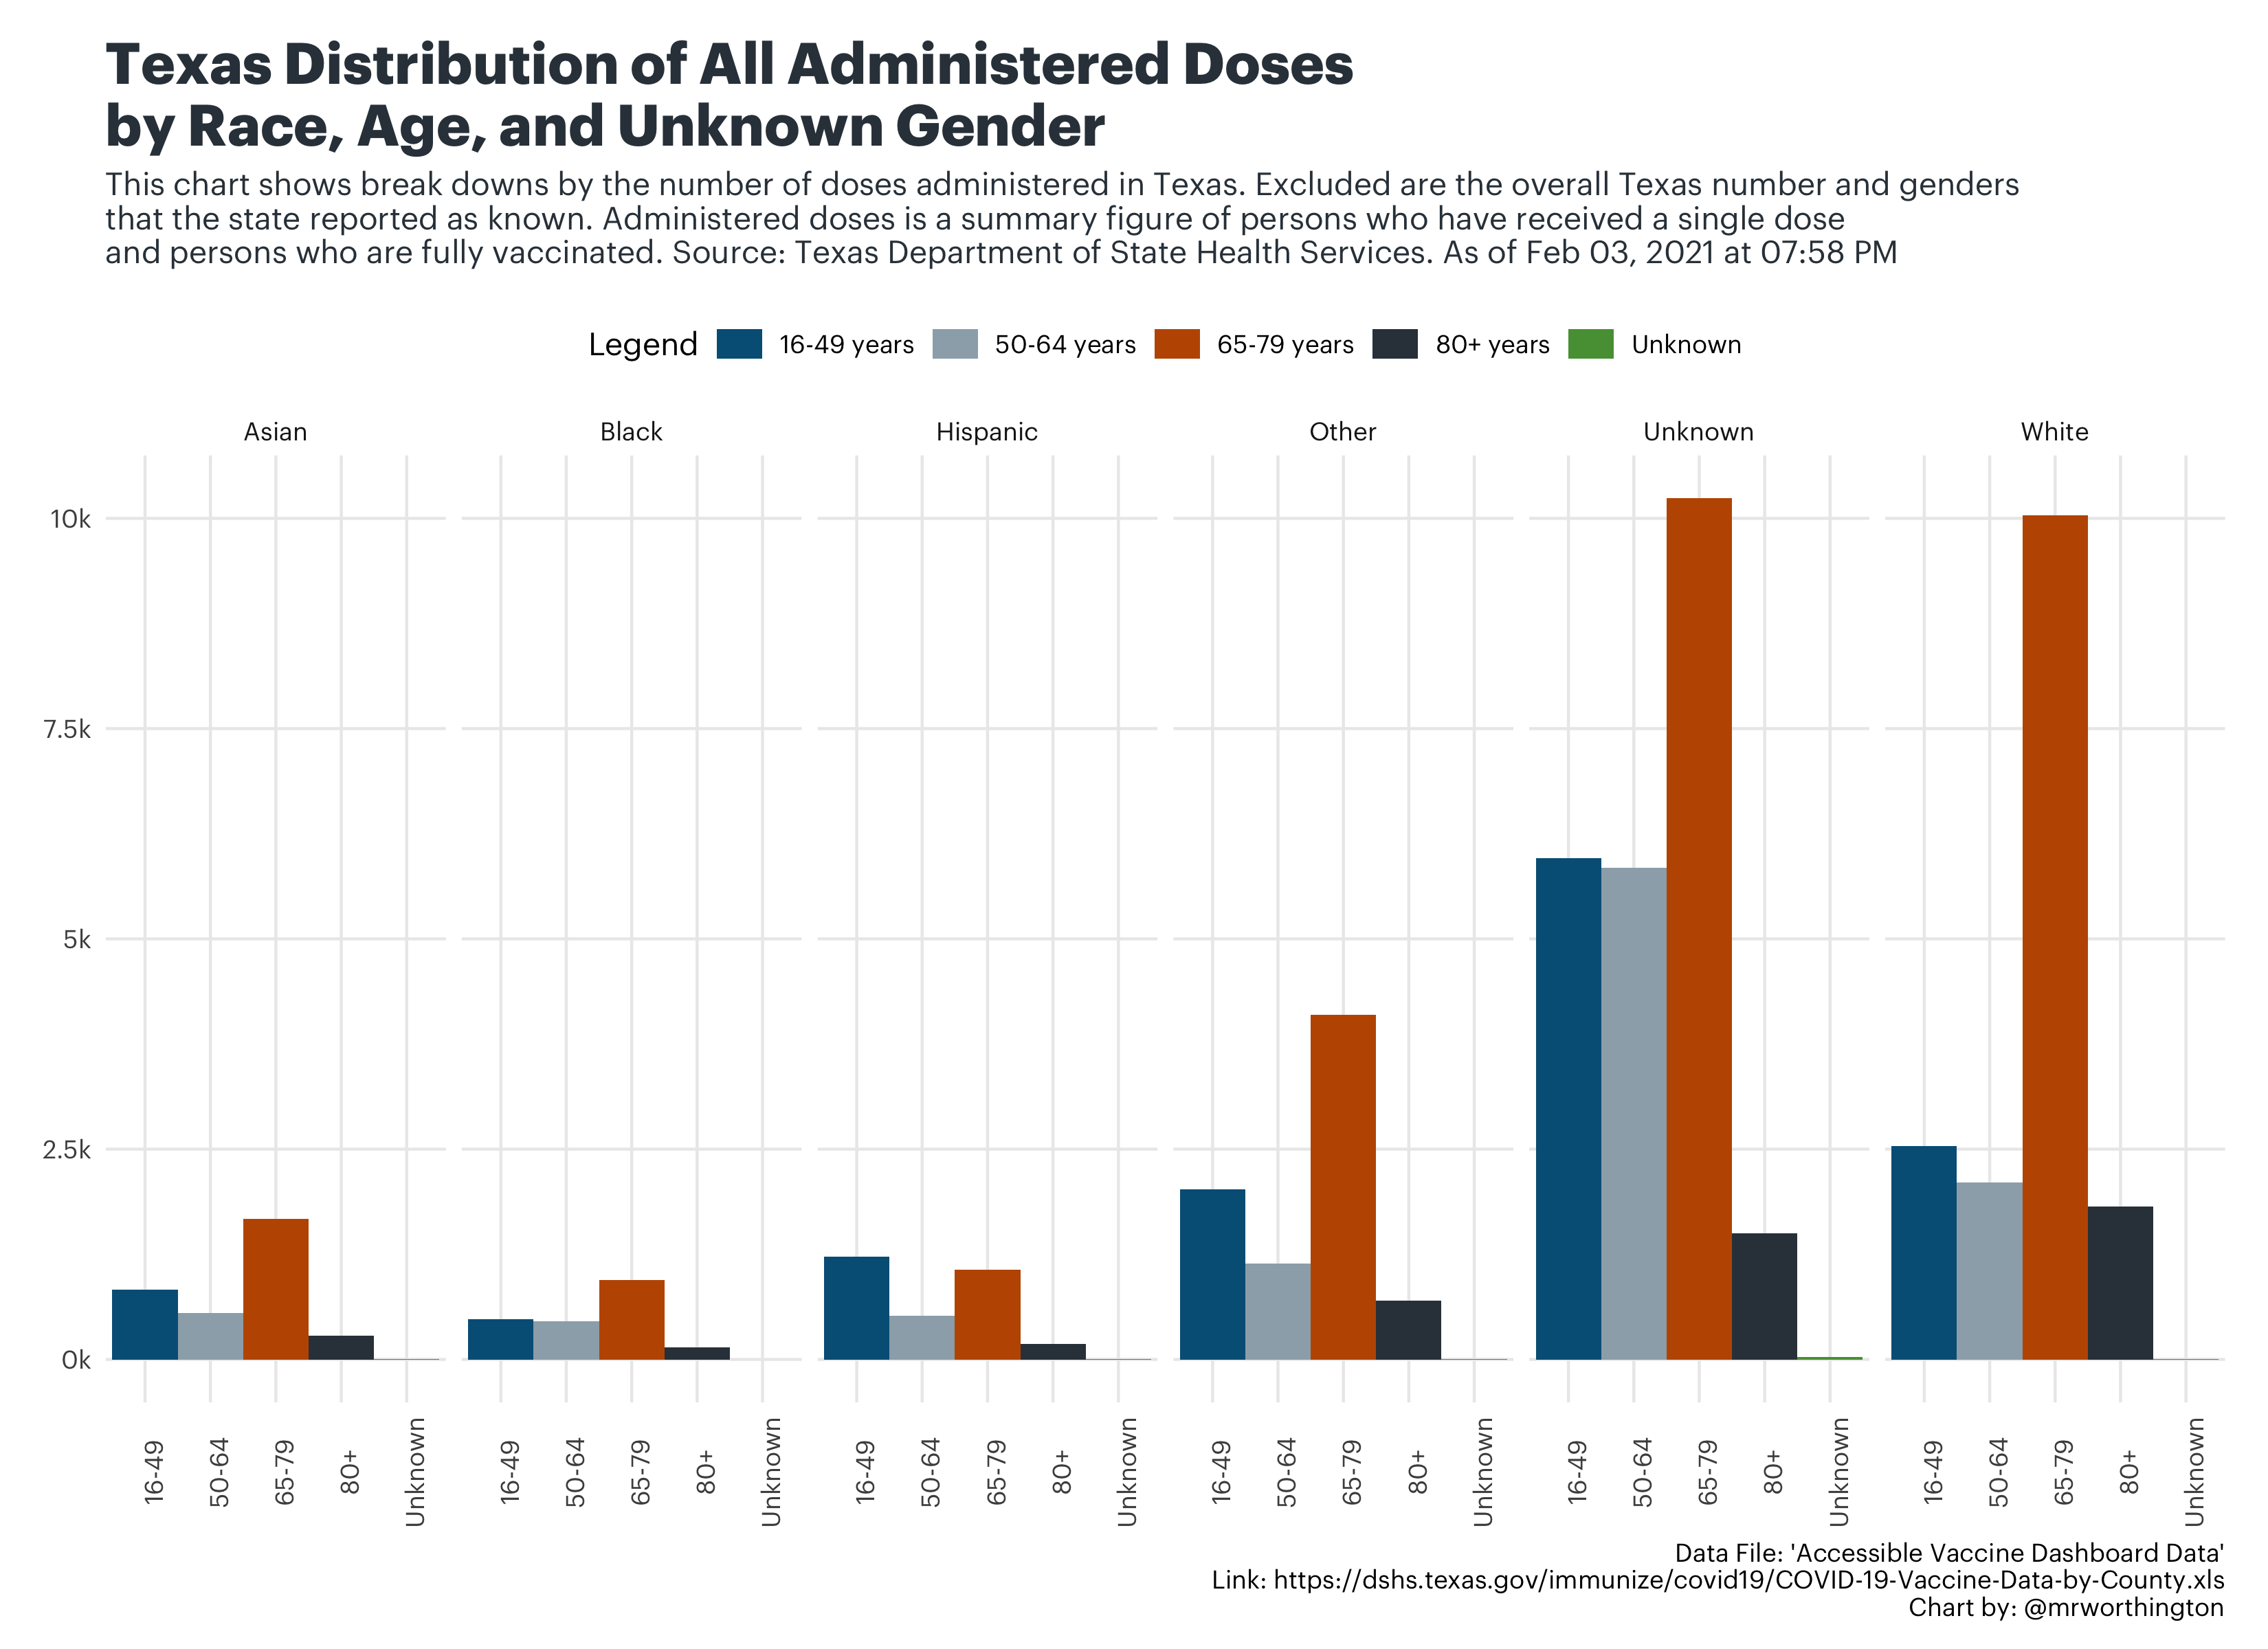 Texas Distribution of All Administered Doses
by Race, Age, and Unknown Gender
This chart shows break downs by the number of doses administered in Texas. Excluded are the overall Texas number and genders
that the state reported as known. Administered doses is a summary figure of persons who have received a single dose
and persons who are fully vaccinated. Source: Texas Department of State Health Services. As of Feb 03, 2021 at 07:58 PM
Legend 16-49 years 50-64 years 65-79 years 80+ years Unknown
Asian Black Hispanic Other Unknown White
10k
7.5k
5k
2.5k
0k
16-49 50-64 65-79 80+ Unknown 16-49 50-64 65-79 80+ Unknown 16-49 50-64 65-79 80+ Unknown 16-49 50-64 65-79 80+ Unknown 16-49 50-64 65-79 80+ Unknown 16-49 50-64 65-79 80+ Unknown
Data File: 'Accessible Vaccine Dashboard Data'
Link: https://dshs.texas.gov/immunize/covid19/COVID-19-Vaccine-Data-by-County.xls
Chart by: @mrworthington